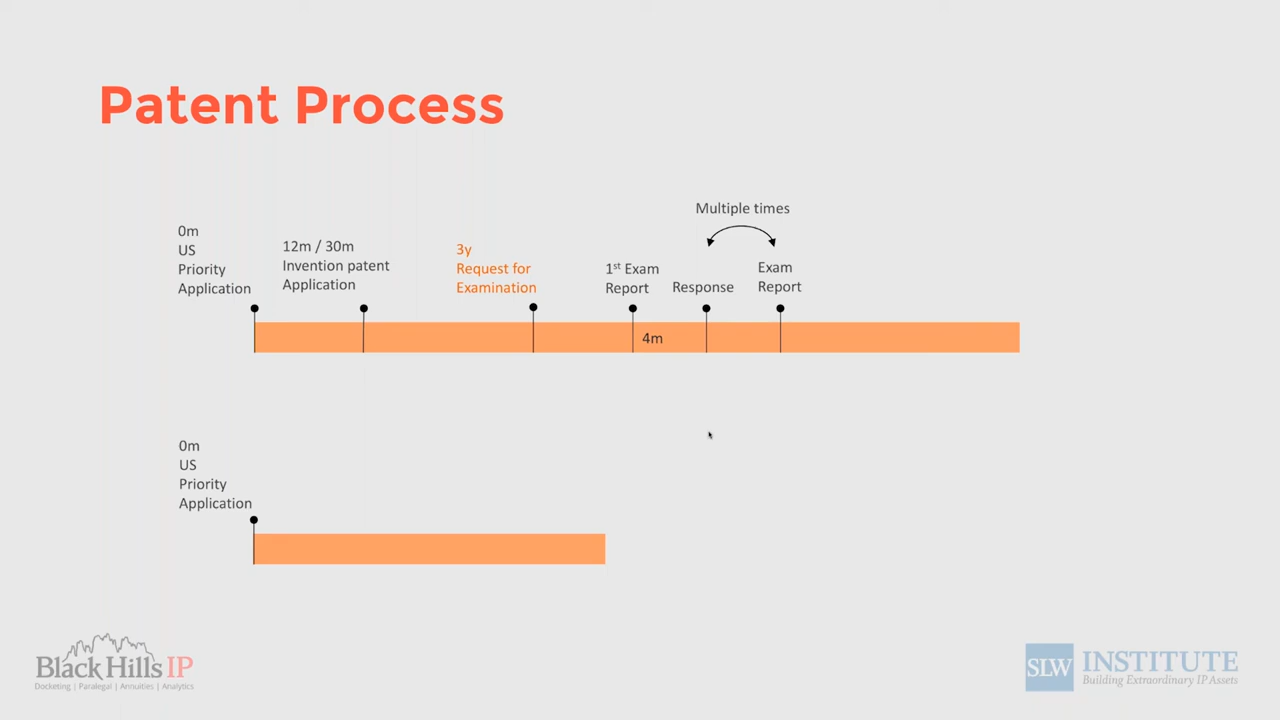 Patent Process
Multiple times
0m
US
Priority
Application
12m / 30m
Invention patent
Application
3y
Request for
Examination
1st Exam
Report
Response
Exam
Report
4m
0m
US
Priority
Application
Black Hills IP
Docketing | Paralegal | Annuities | Analytics
SLW INSTITUTE
Building Extraordinary IP Assets